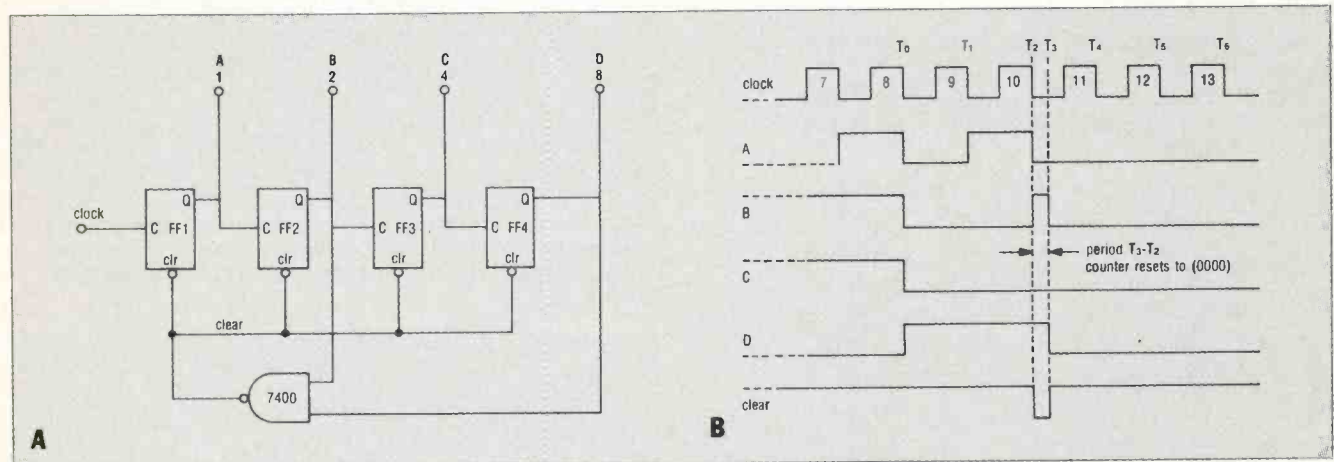 A
1
B
2
C
4
D
8
clock
C FF1
Q
clr
C FF2
Q
clr
C FF3
Q
clr
C FF4
Q
clr
clear
7400
A
T0 T1 T2 T3 T4 T5 T6
clock 7 8 9 10 11 12 13
A
B
period T3-T2
counter resets to (0000)
C
D
clear
B